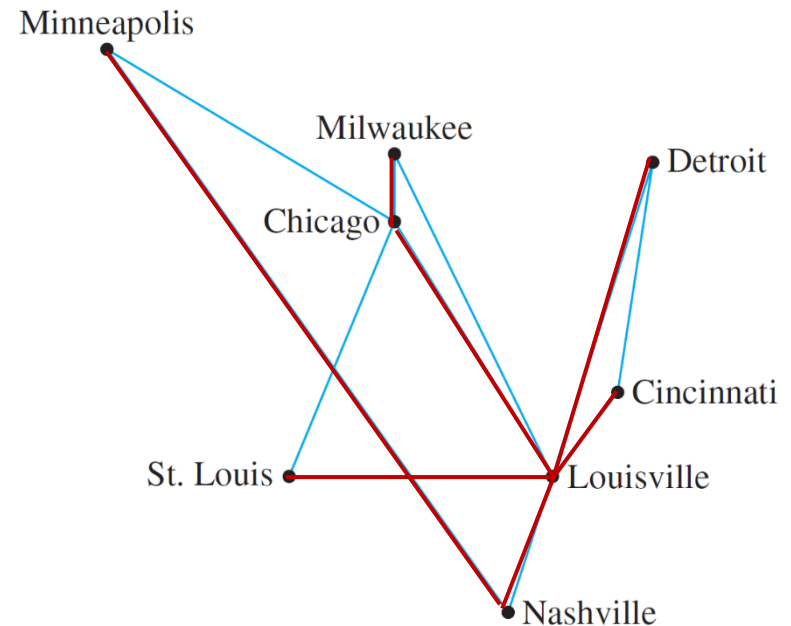 Minneapolis
Milwaukee
Detroit
Chicago
Cincinnati
St. Louis
Louisville
Nashville